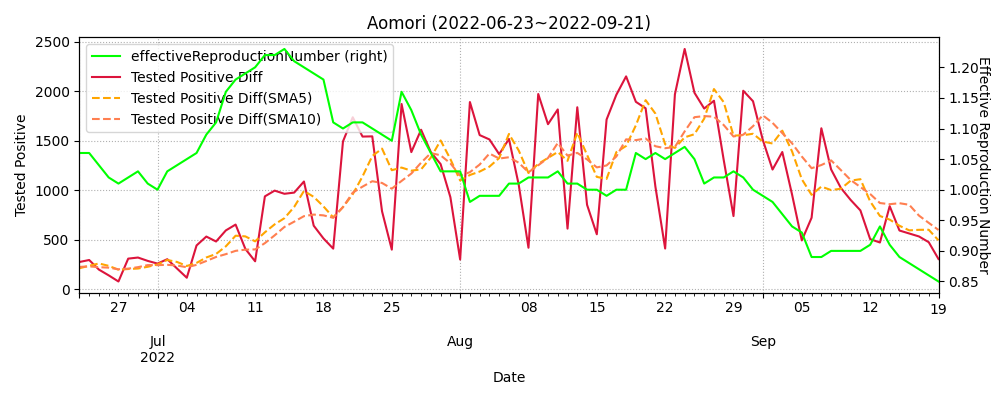 Aomori (2022-06-23~2022-09-21)
effectiveReproductionNumber (right)
Tested Positive Diff
Tested Positive Diff(SMA5)
Tested Positive Diff(SMA10)
Tested Positive
2500
2000
1500
1000
500
0
1.20
1.15
1.10
1.05
1.00
0.95
0.90
0.85
Effective Reproduction Number
27 04 11 18 25 08 15 22 29 05 12 19
Jul Aug Sep
2022
Date